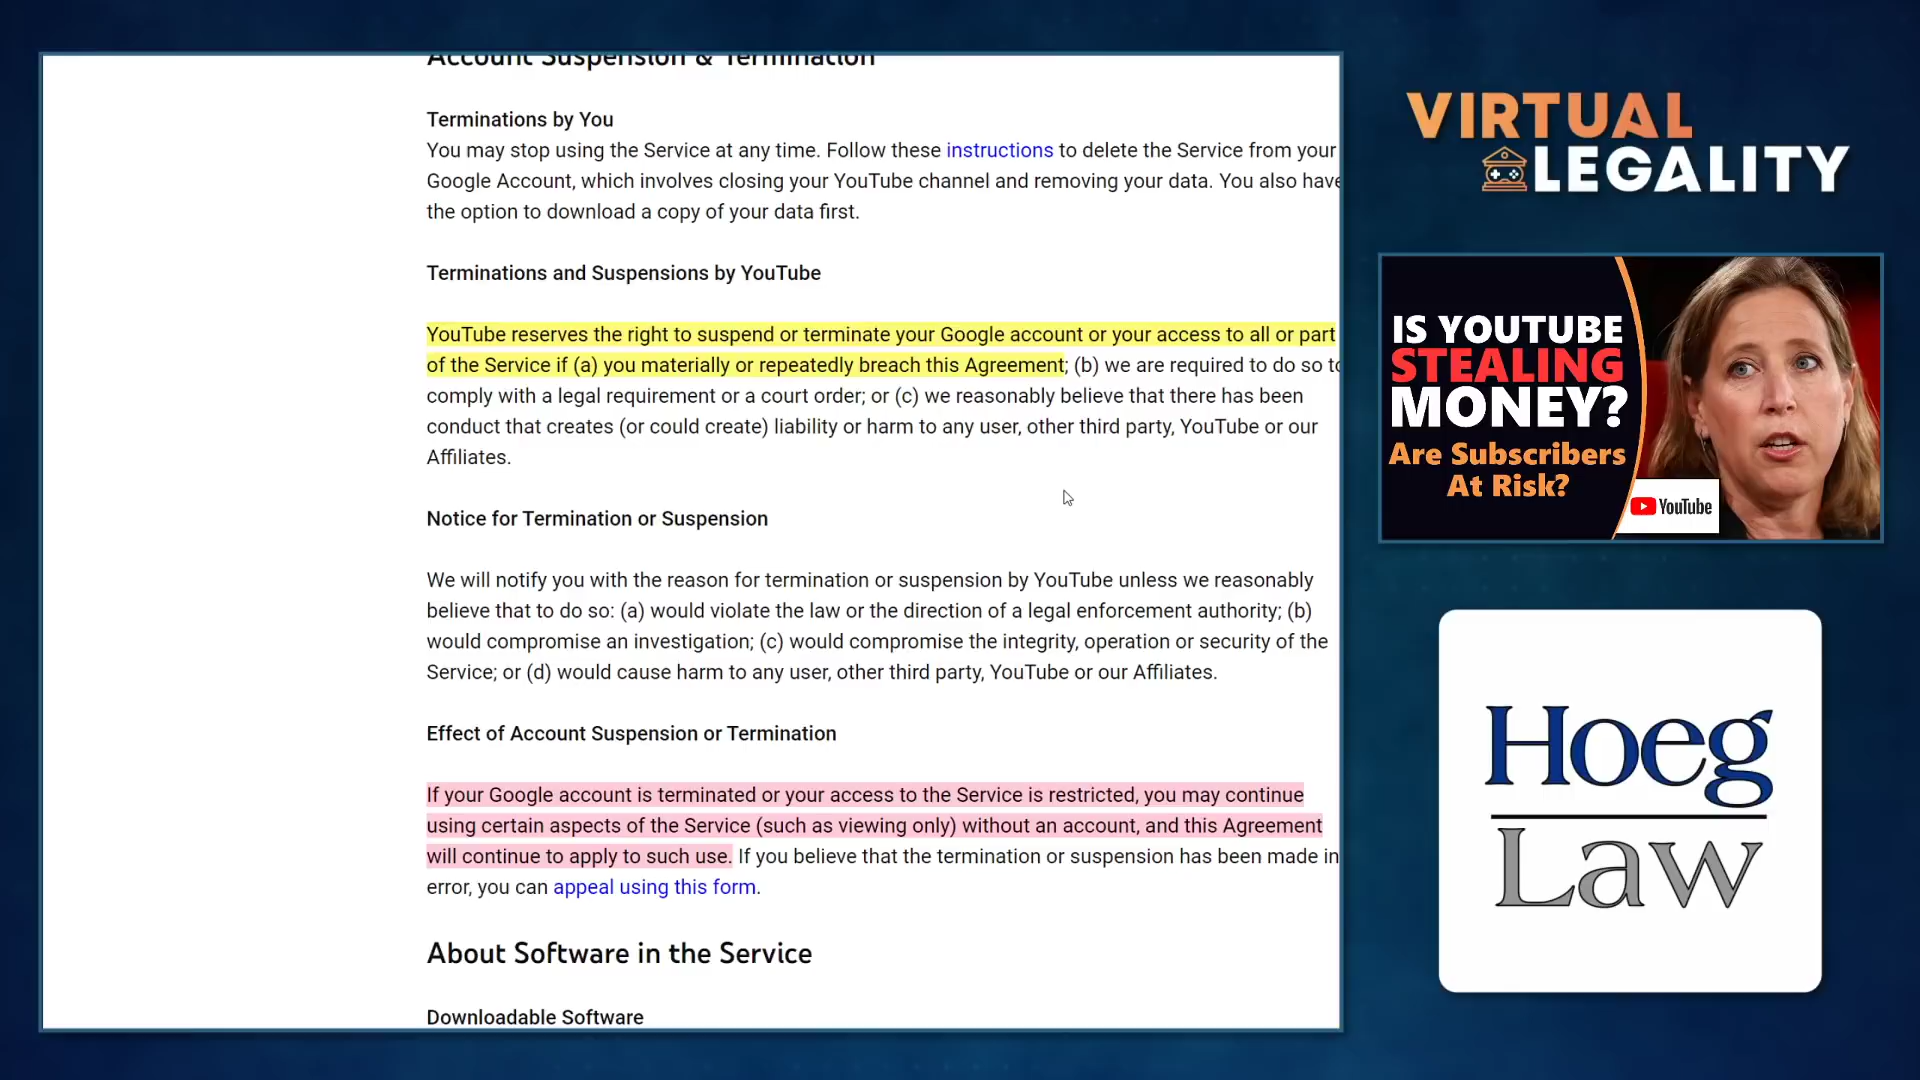 Account Suspension & Termination
Terminations by You
You may stop using the Service at any time. Follow these instructions to delete the Service from your
Google Account, which involves closing your YouTube channel and removing your data. You also have
the option to download a copy of your data first.
Terminations and Suspensions by YouTube
YouTube reserves the right to suspend or terminate your Google account or your access to all or part
of the Service if (a) you materially or repeatedly breach this Agreement; (b) we are required to do so to
comply with a legal requirement or a court order; or (c) we reasonably believe that there has been
conduct that creates (or could create) liability or harm to any user, other third party, YouTube or our
Affiliates.
Notice for Termination or Suspension
We will notify you with the reason for termination or suspension by YouTube unless we reasonably
believe that to do so: (a) would violate the law or the direction of a legal enforcement authority; (b)
would compromise an investigation; (c) would compromise the integrity, operation or security of the
Service; or (d) would cause harm to any user, other third party, YouTube or our Affiliates.
Effect of Account Suspension or Termination
If your Google account is terminated or your access to the Service is restricted, you may continue
using certain aspects of the Service (such as viewing only) without an account, and this Agreement
will continue to apply to such use. If you believe that the termination or suspension has been made in
error, you can appeal using this form.
About Software in the Service
Downloadable Software
VIRTUAL
LEGALITY
IS YOUTUBE
STEALING
MONEY?
Are Subscribers
At Risk?
YouTube
Hoeg
Law